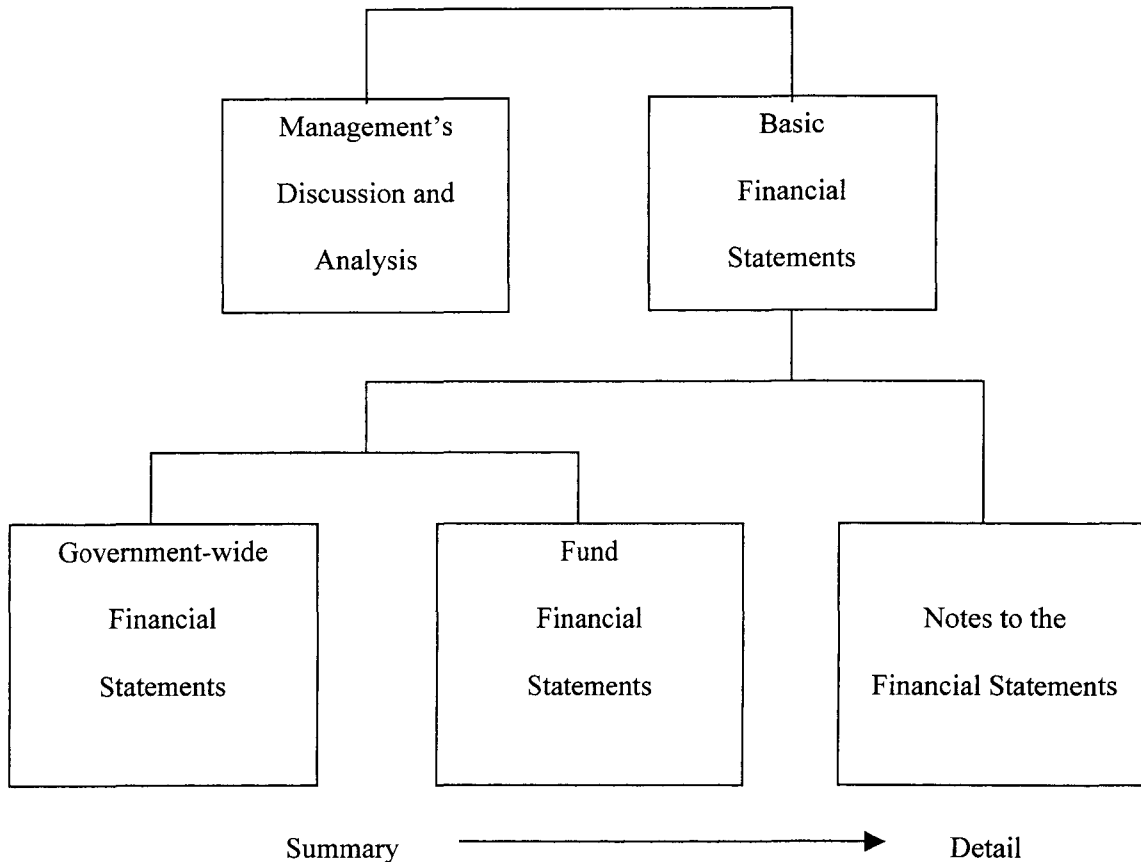 Management’s
Discussion and
Analysis
Basic
Financial
Statements
Government-wide
Financial
Statements
Fund
Financial
Statements
Notes to the
Financial Statements
Summary
Detail